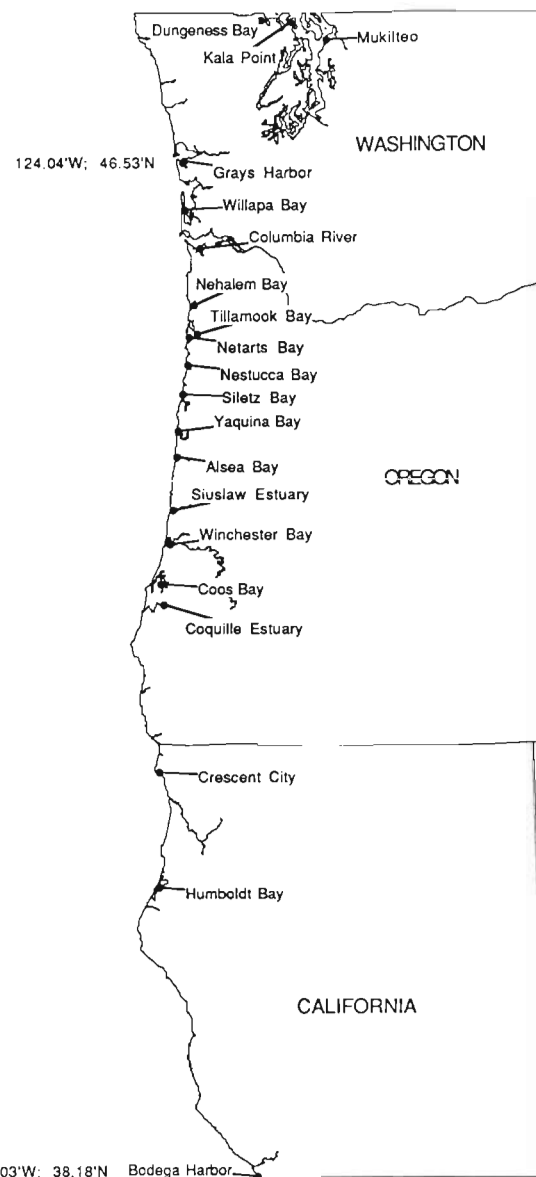 Dungeness Bay
Kala Point
Mukilteo
WASHINGTON
124.04'W; 46.53'N
Grays Harbor
Willapa Bay
Columbia River
Nehalem Bay
Tillamook Bay
Netarts Bay
Nestucca Bay
Siletz Bay
Yaquina Bay
Alsea Bay
OREGON
Siuslaw Estuary
Winchester Bay
Coos Bay
Coquille Estuary
Crescent City
Humboldt Bay
CALIFORNIA
03'W; 38.18'N Bodega Harbor